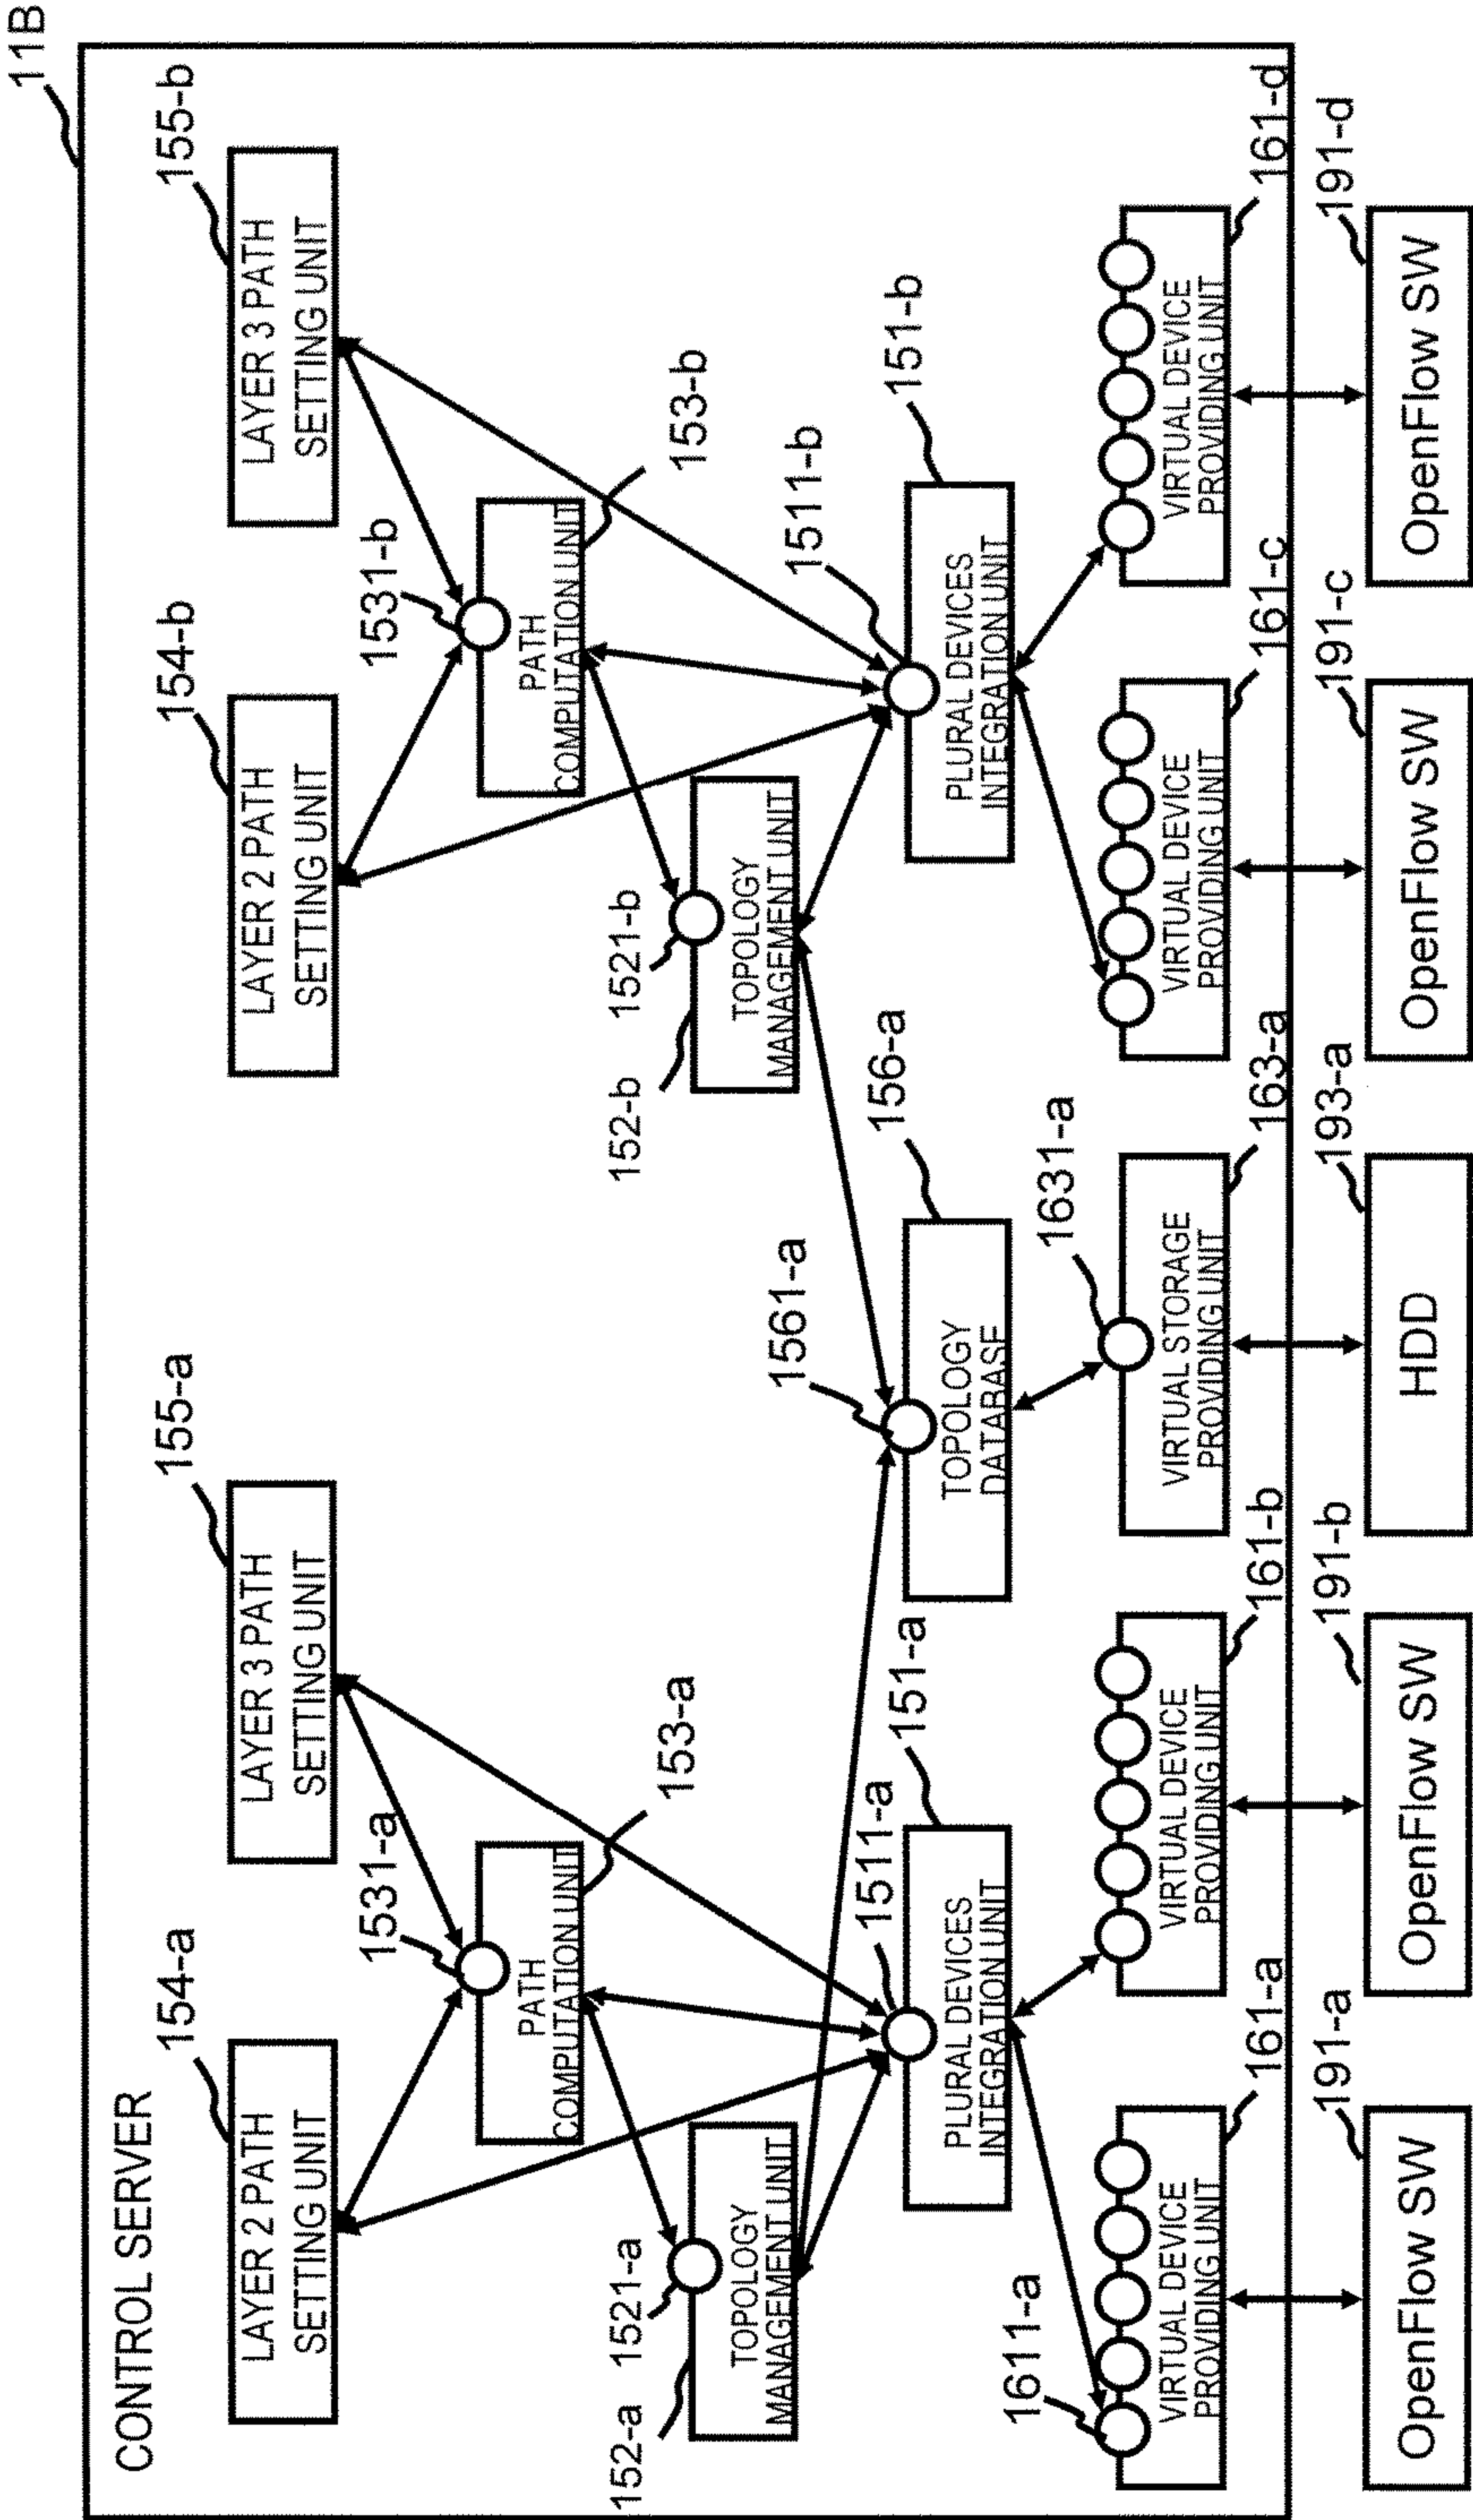 11B
CONTROL SERVER
154-a
LAYER 2 PATH
SETTING UNIT
155-a
LAYER 3 PATH
SETTING UNIT
154-b
LAYER 2 PATH
SETTING UNIT
155-b
LAYER 3 PATH
SETTING UNIT
1531-a
153-a
PATH
COMPUTATION UNIT
1531-b
153-b
PATH
COMPUTATION UNIT
152-a
1521-a
TOPOLOGY
MANAGEMENT UNIT
152-b
1521-b
TOPOLOGY
MANAGEMENT UNIT
1511-a
151-a
PLURAL DEVICES
INTEGRATION UNIT
1561-a
156-a
TOPOLOGY
DATABASE
1511-b
151-b
PLURAL DEVICES
INTEGRATION UNIT
1611-a
VIRTUAL DEVICE
PROVIDING UNIT
161-a
VIRTUAL DEVICE
PROVIDING UNIT
161-b
1631-a
VIRTUAL STORAGE
PROVIDING UNIT
163-a
VIRTUAL DEVICE
PROVIDING UNIT
161-c
VIRTUAL DEVICE
PROVIDING UNIT
161-d
191-a
OpenFlow SW
191-b
OpenFlow SW
193-a
HDD
191-c
OpenFlow SW
191-d
OpenFlow SW